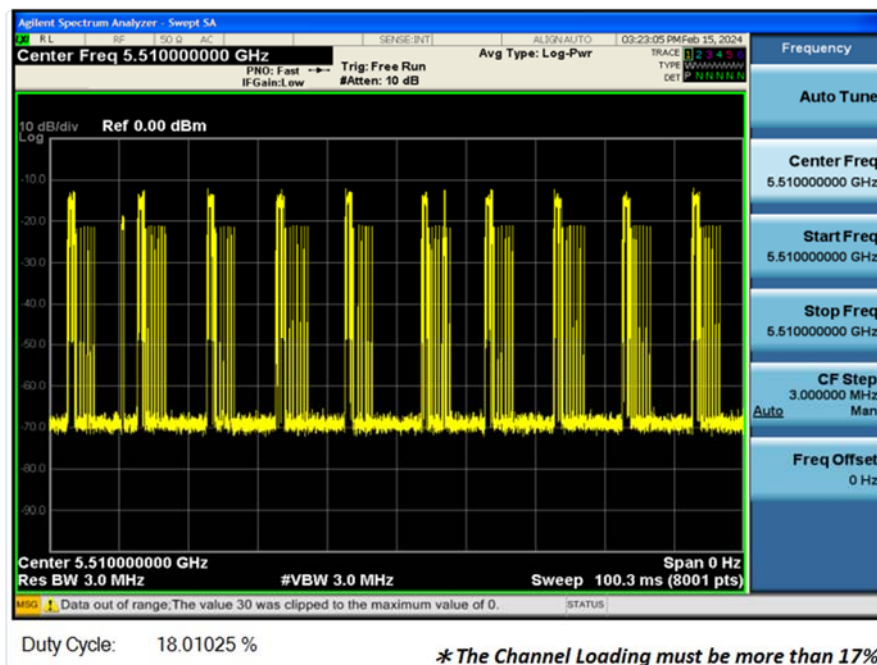 Agilent Spectrum Analyzer - Swept SA
RL RF 50 Ω AC SENSE:INT ALIGN AUTO 03:23:05 PM Feb 15, 2024
Center Freq 5.510000000 GHz
PNO: Fast
IFGain:Low
Trig: Free Run
#Atten: 10 dB
Avg Type: Log-Pwr
TRACE 1 2 3 4 5 6
TYPE
DET P N N N N N
10 dB/div
Log
Ref 0.00 dBm
-10.0
-20.0
-30.0
-40.0
-50.0
-60.0
-70.0
-80.0
-90.0
Center 5.510000000 GHz
Span 0 Hz
Res BW 3.0 MHz
#VBW 3.0 MHz
Sweep 100.3 ms (8001 pts)
MSG Data out of range;The value 30 was clipped to the maximum value of 0.
STATUS
Frequency
Auto Tune
Center Freq
5.510000000 GHz
Start Freq
5.510000000 GHz
Stop Freq
5.510000000 GHz
CF Step
3.000000 MHz
Auto Man
Freq Offset
0 Hz
Duty Cycle: 18.01025 %
* The Channel Loading must be more than 17%